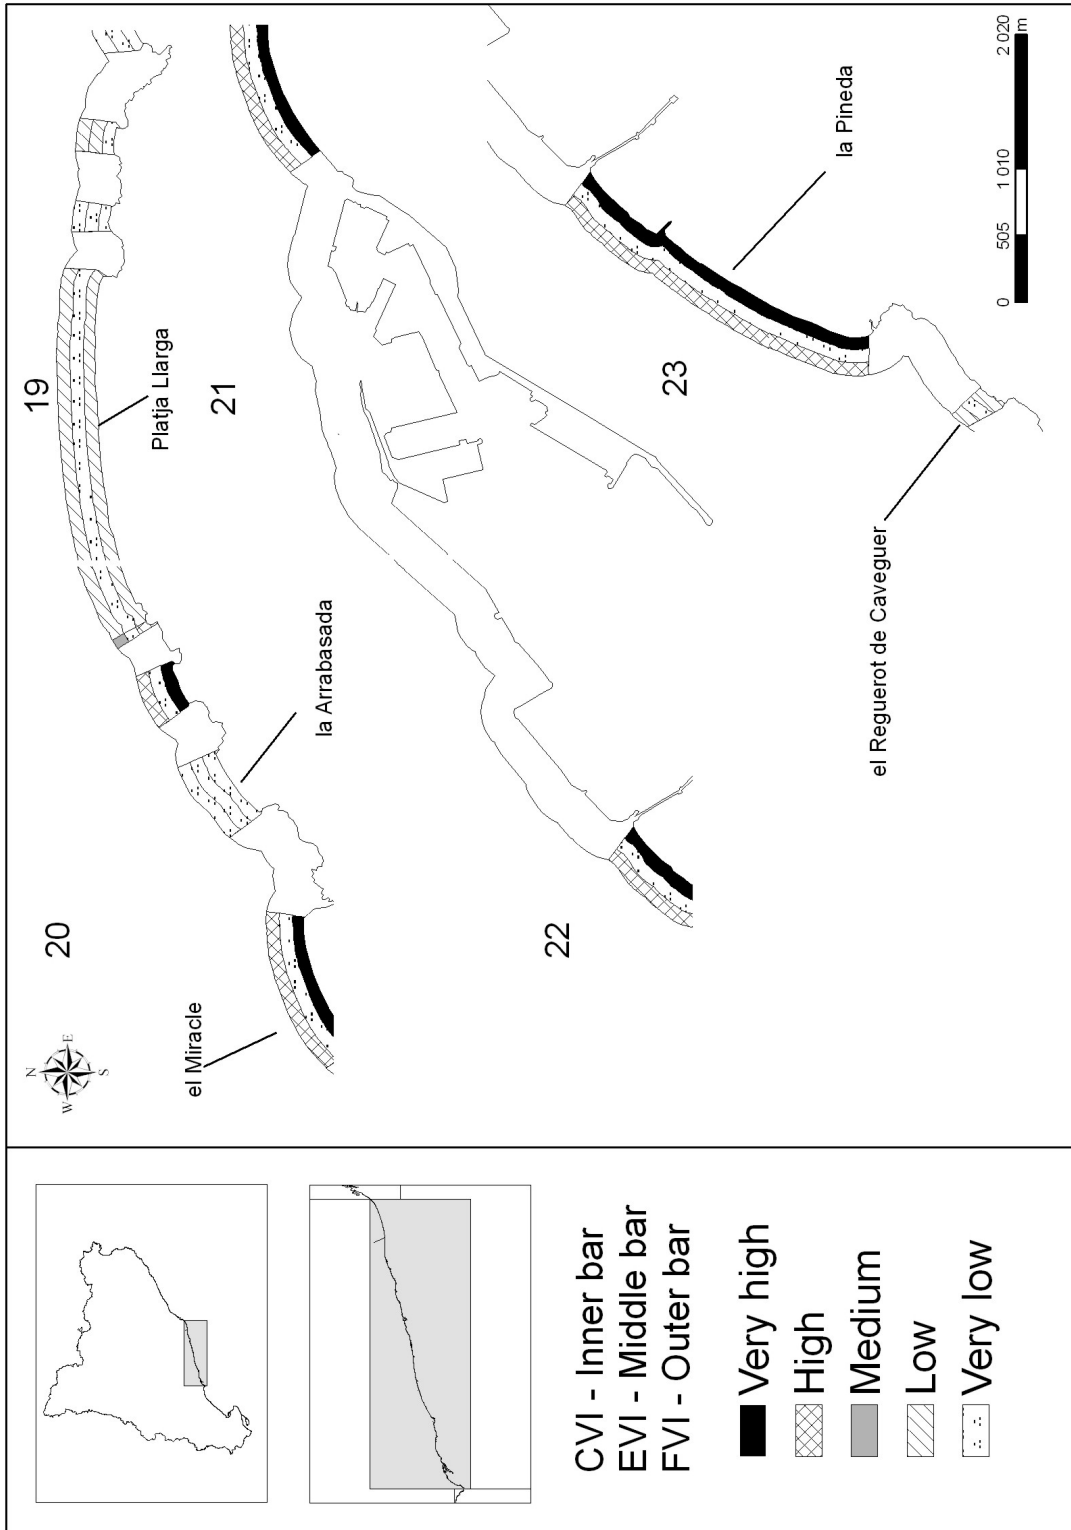 20
19
Platja Llarga
la Arrabasada
el Miracle
21
22
23
la Pineda
el Reguerot de Caveguer
N
E
S
W
0
505
1 010
2 020
m
CVI - Inner bar
EVI - Middle bar
FVI - Outer bar
Very high
High
Medium
Low
Very low